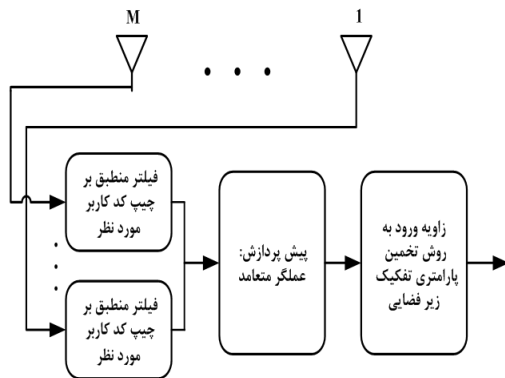 M
1
فیلتر منطبق بر
چیپ کد کاربر
مورد نظر
فیلتر منطبق بر
چیپ کد کاربر
مورد نظر
پیش پردازش:
عملگر متعامد
زاویه ورود به
روش تخمین
پارامتری تفکیک
زیر فضایی